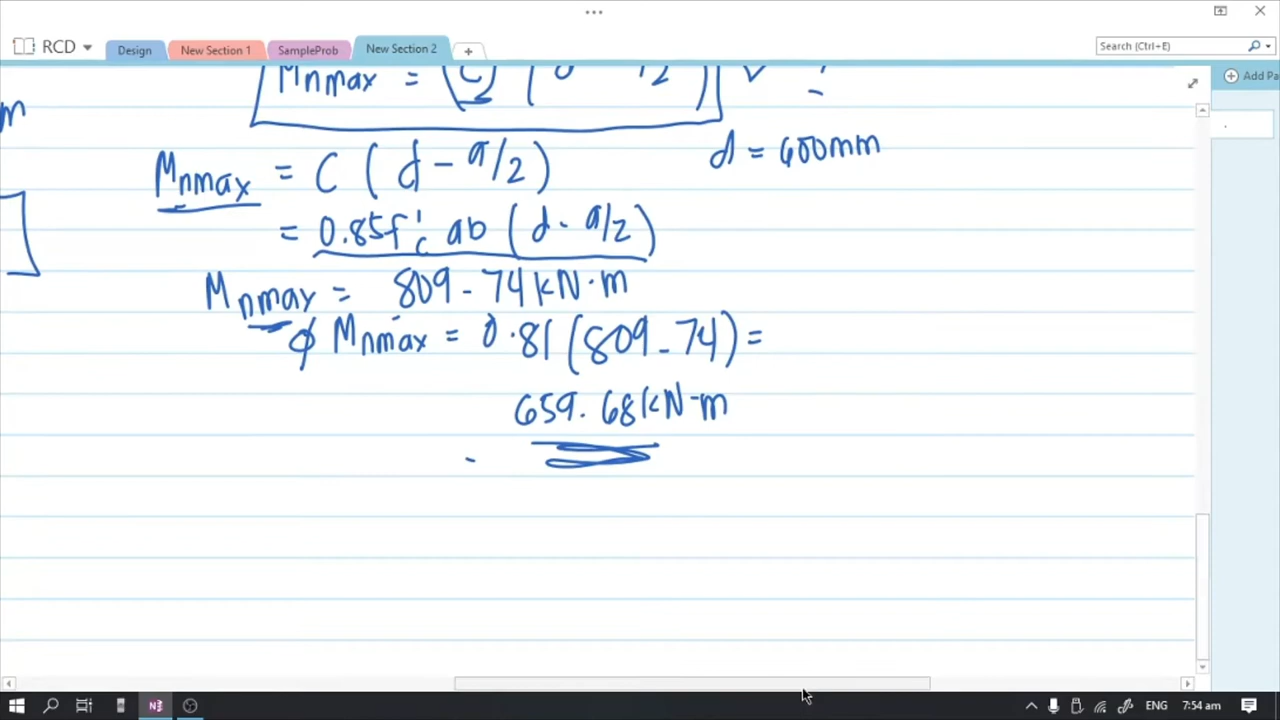 RCD Design New Section 1 SampleProb New Section 2 Search (Ctrl+E)
Add Pa
m
Mnmax =
d = 600mm
Mnmax = C (d - a/2)
= 0.85f'c ab (d - a/2)
Mnmax = 809.74 kN·m
φ Mnmax = 0.81 (809.74) =
659.68 kN·m
ENG 7:54 am